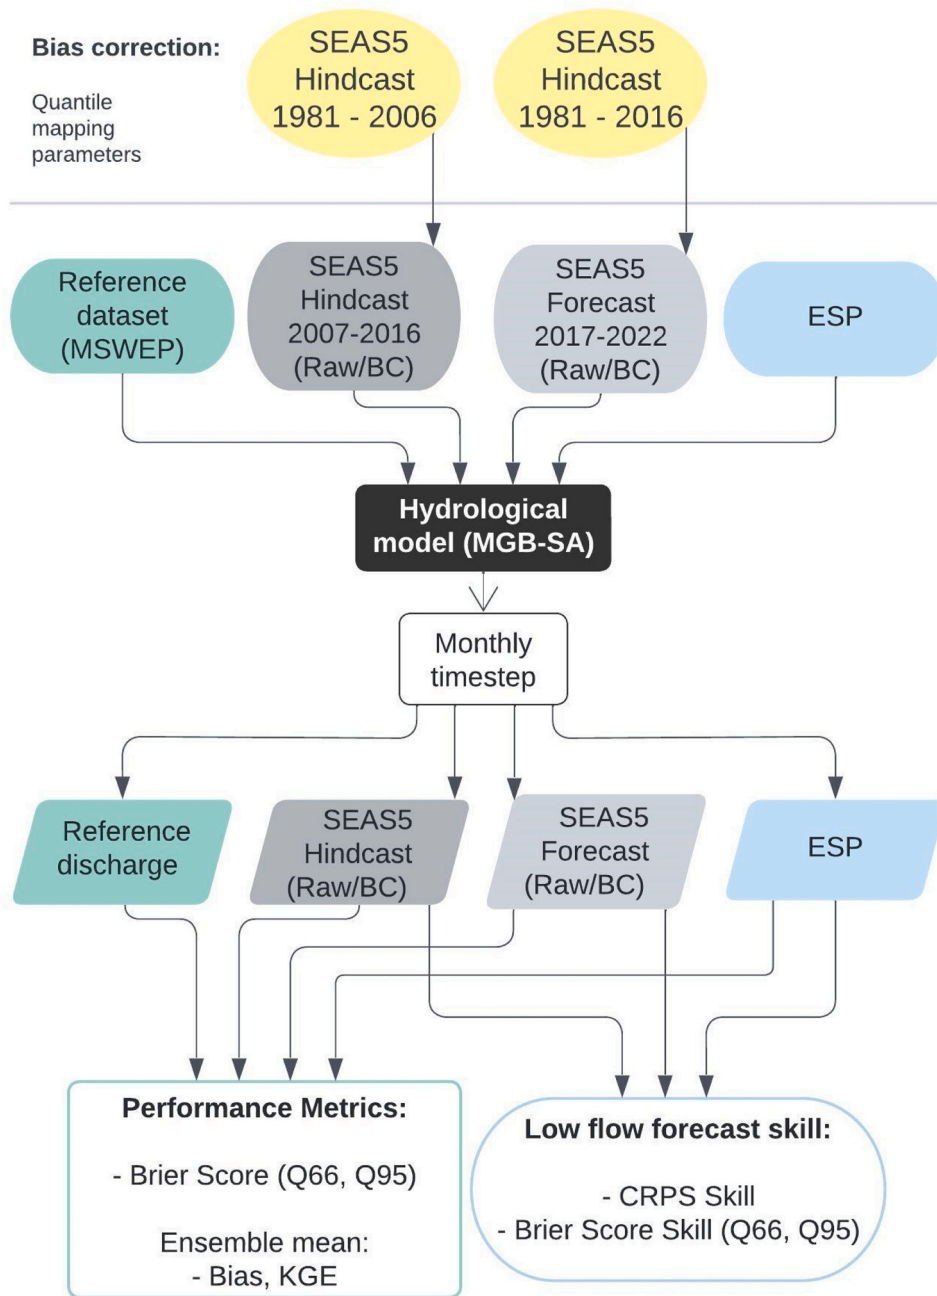 Bias correction:
Quantile
mapping
parameters
SEAS5
Hindcast
1981 - 2006
SEAS5
Hindcast
1981 - 2016
Reference
dataset
(MSWEP)
SEAS5
Hindcast
2007-2016
(Raw/BC)
SEAS5
Forecast
2017-2022
(Raw/BC)
ESP
Hydrological
model (MGB-SA)
Monthly
timestep
Reference
discharge
SEAS5
Hindcast
(Raw/BC)
SEAS5
Forecast
(Raw/BC)
ESP
Performance Metrics:
- Brier Score (Q66, Q95)
Ensemble mean:
- Bias, KGE
Low flow forecast skill:
- CRPS Skill
- Brier Score Skill (Q66, Q95)